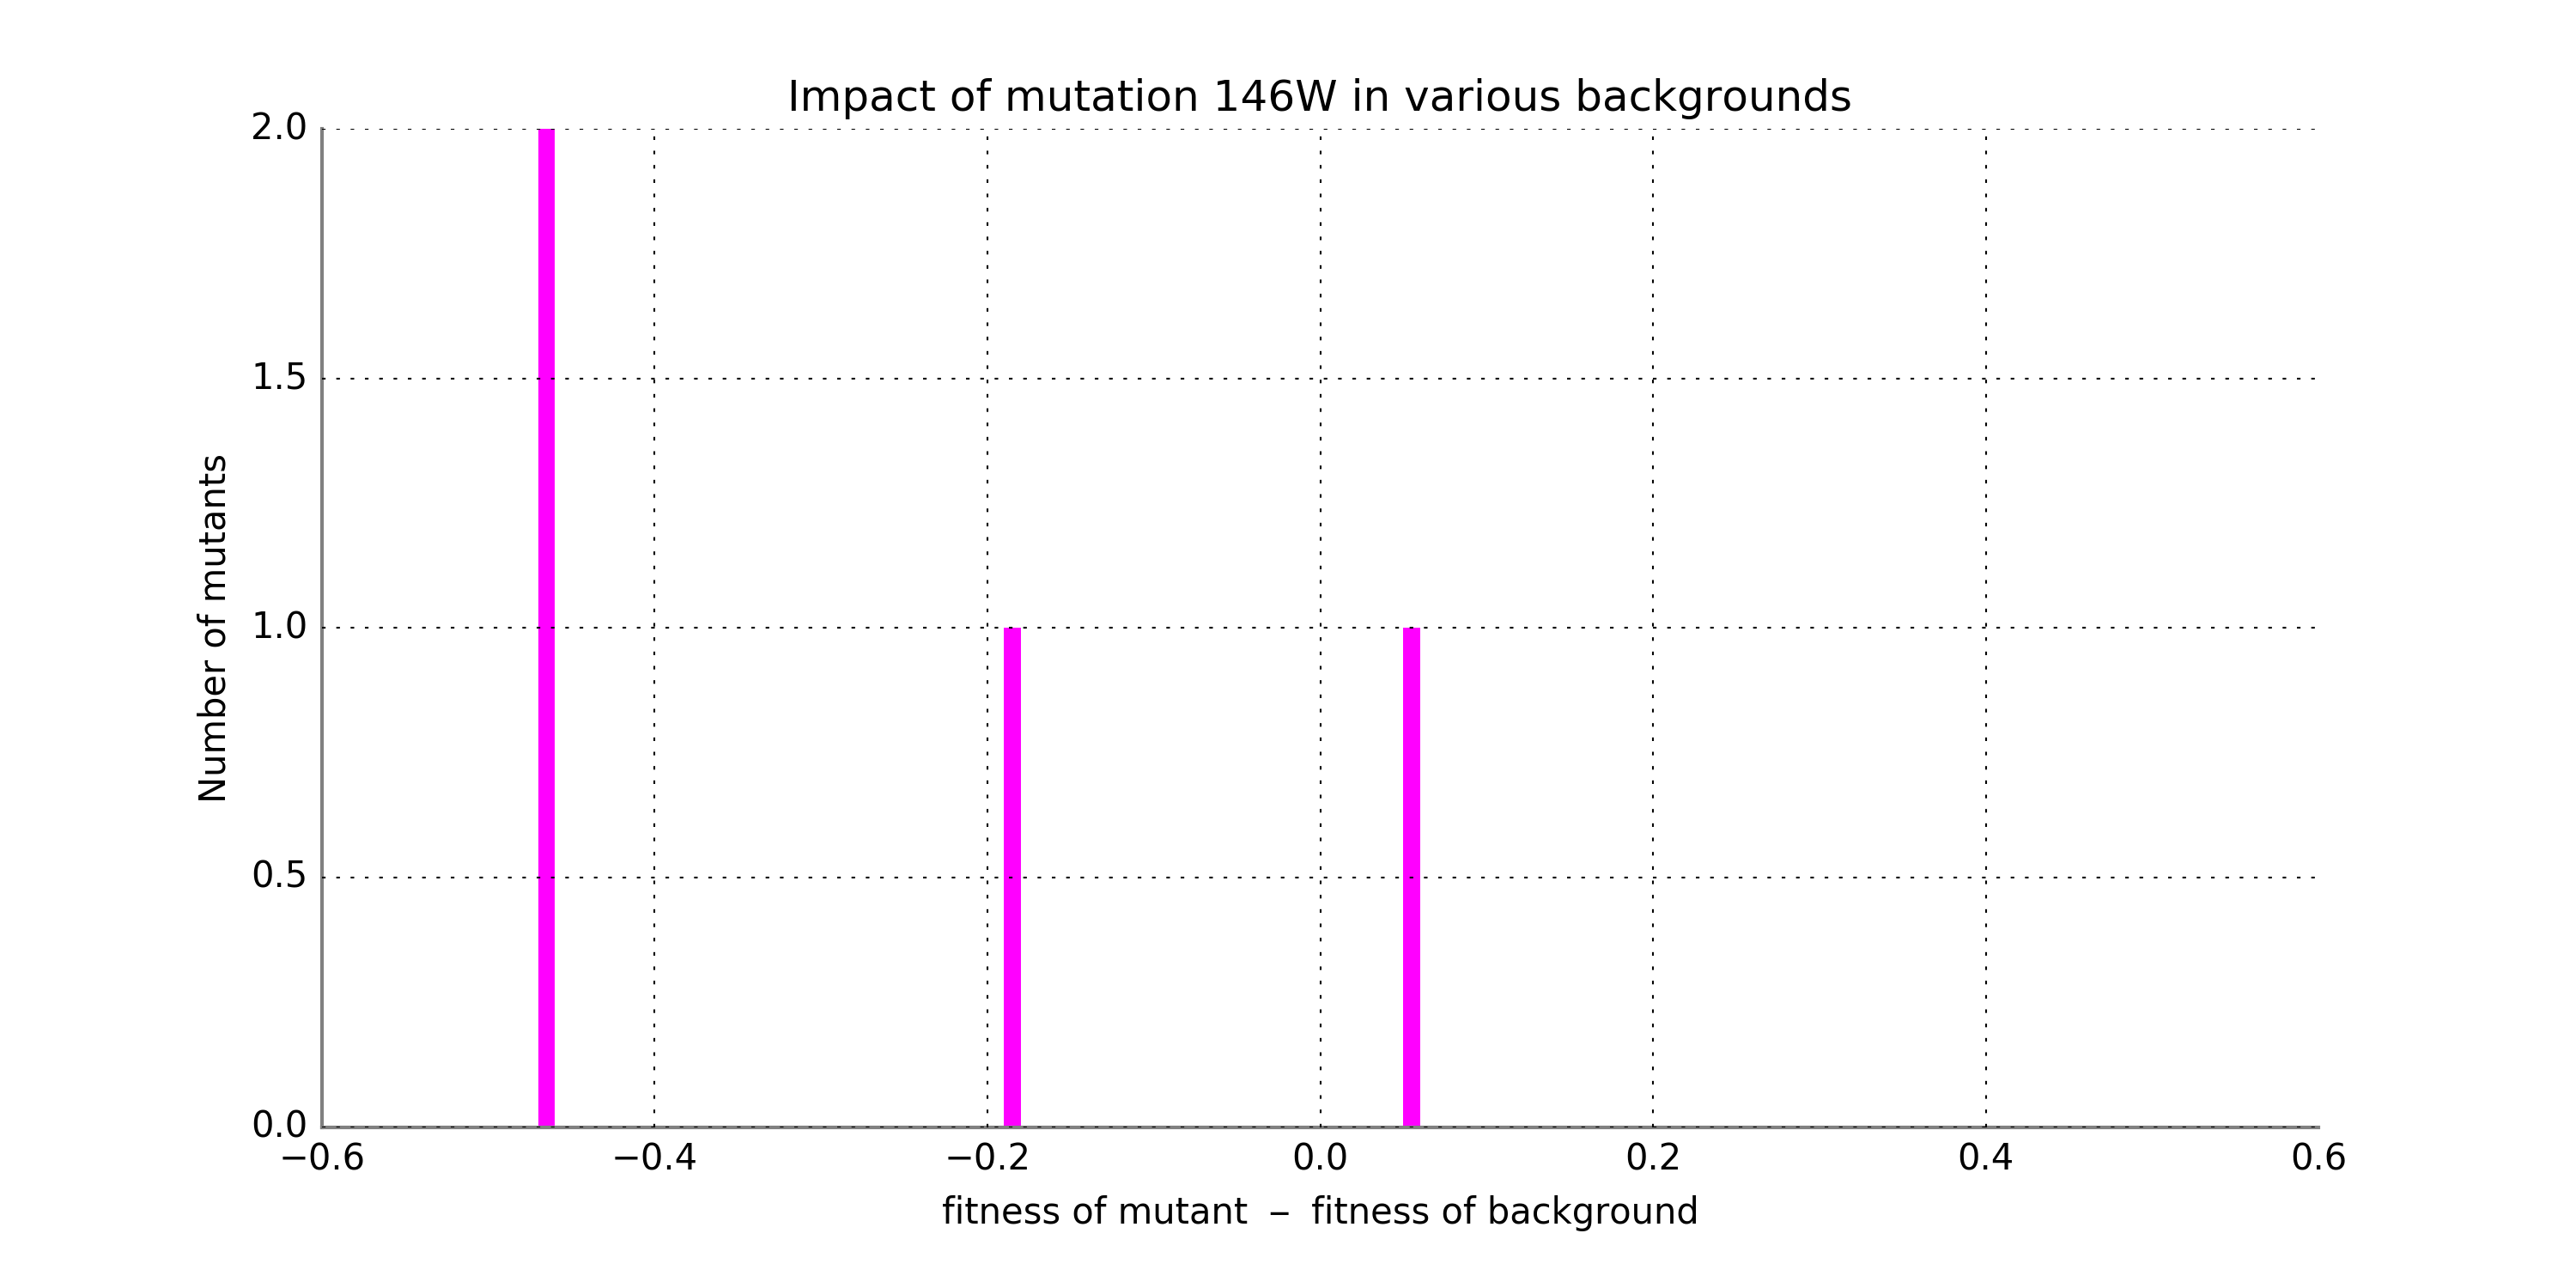 Impact of mutation 146W in various backgrounds
2.0
1.5
1.0
0.5
0.0
Number of mutants
−0.6 −0.4 −0.2 0.0 0.2 0.4 0.6
fitness of mutant − fitness of background